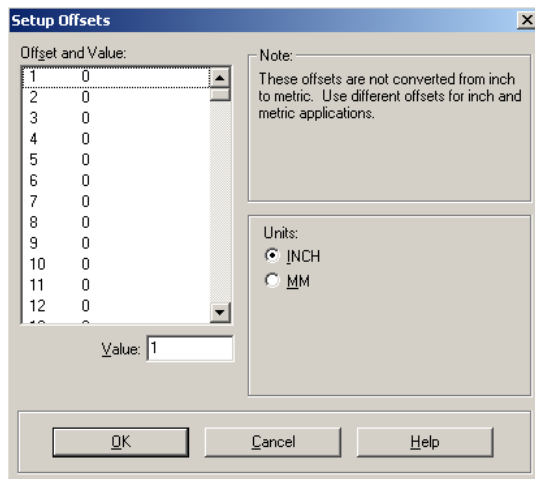 Setup Offsets
Offset and Value:
1 0
2 0
3 0
4 0
5 0
6 0
7 0
8 0
9 0
10 0
11 0
12 0
Value: 1
Note:
These offsets are not converted from inch
to metric. Use different offsets for inch and
metric applications.
Units:
INCH
MM
OK
Cancel
Help